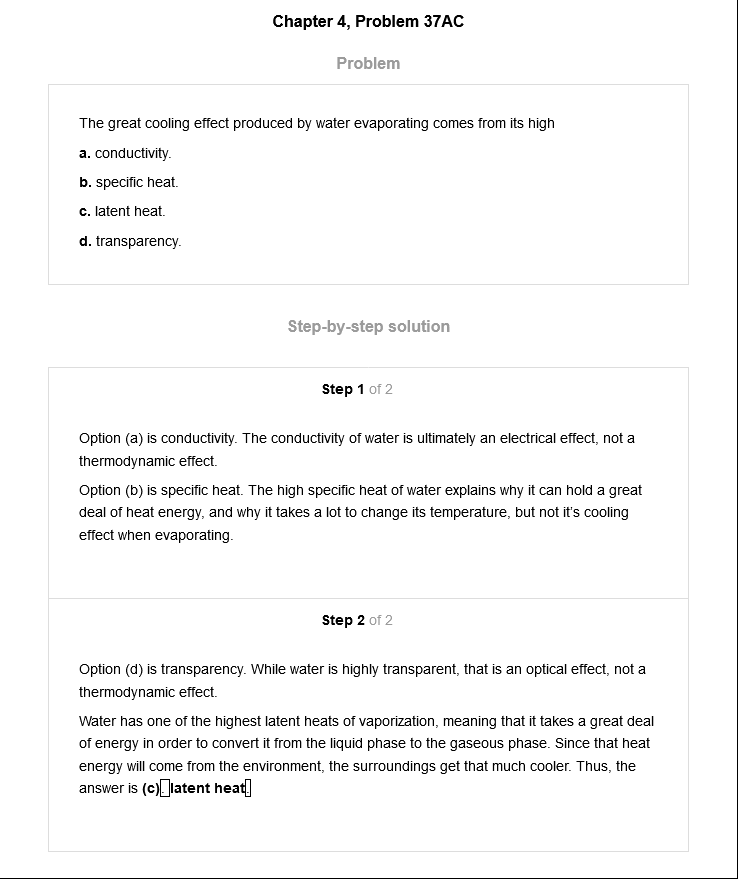 Chapter 4, Problem 37AC
Problem
The great cooling effect produced by water evaporating comes from its high
a. conductivity.
b. specific heat.
c. latent heat.
d. transparency.
Step-by-step solution
Step 1 of 2
Option (a) is conductivity. The conductivity of water is ultimately an electrical effect, not a
thermodynamic effect.
Option (b) is specific heat. The high specific heat of water explains why it can hold a great
deal of heat energy, and why it takes a lot to change its temperature, but not it's cooling
effect when evaporating.
Step 2 of 2
Option (d) is transparency. While water is highly transparent, that is an optical effect, not a
thermodynamic effect.
Water has one of the highest latent heats of vaporization, meaning that it takes a great deal
of energy in order to convert it from the liquid phase to the gaseous phase. Since that heat
energy will come from the environment, the surroundings get that much cooler. Thus, the
answer is (c). latent heat.